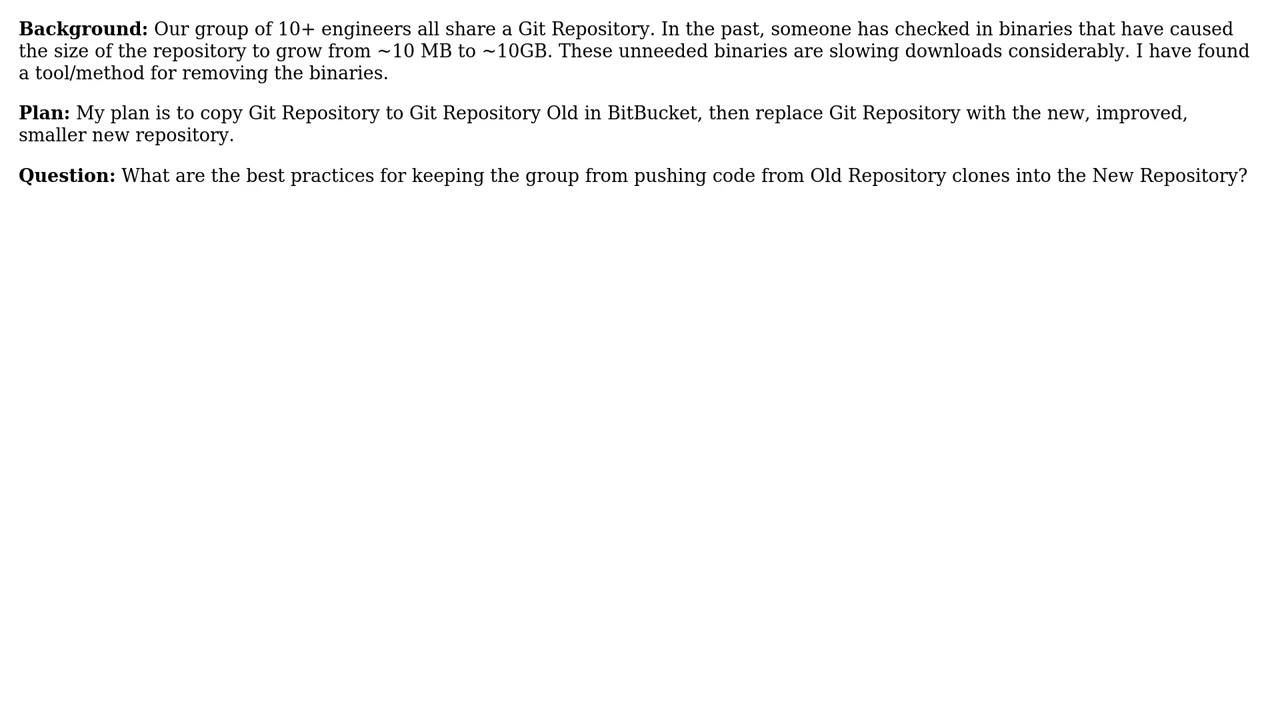 Background: Our group of 10+ engineers all share a Git Repository. In the past, someone has checked in binaries that have caused
the size of the repository to grow from ~10 MB to ~10GB. These unneeded binaries are slowing downloads considerably. I have found
a tool/method for removing the binaries.
Plan: My plan is to copy Git Repository to Git Repository Old in BitBucket, then replace Git Repository with the new, improved,
smaller new repository.
Question: What are the best practices for keeping the group from pushing code from Old Repository clones into the New Repository?